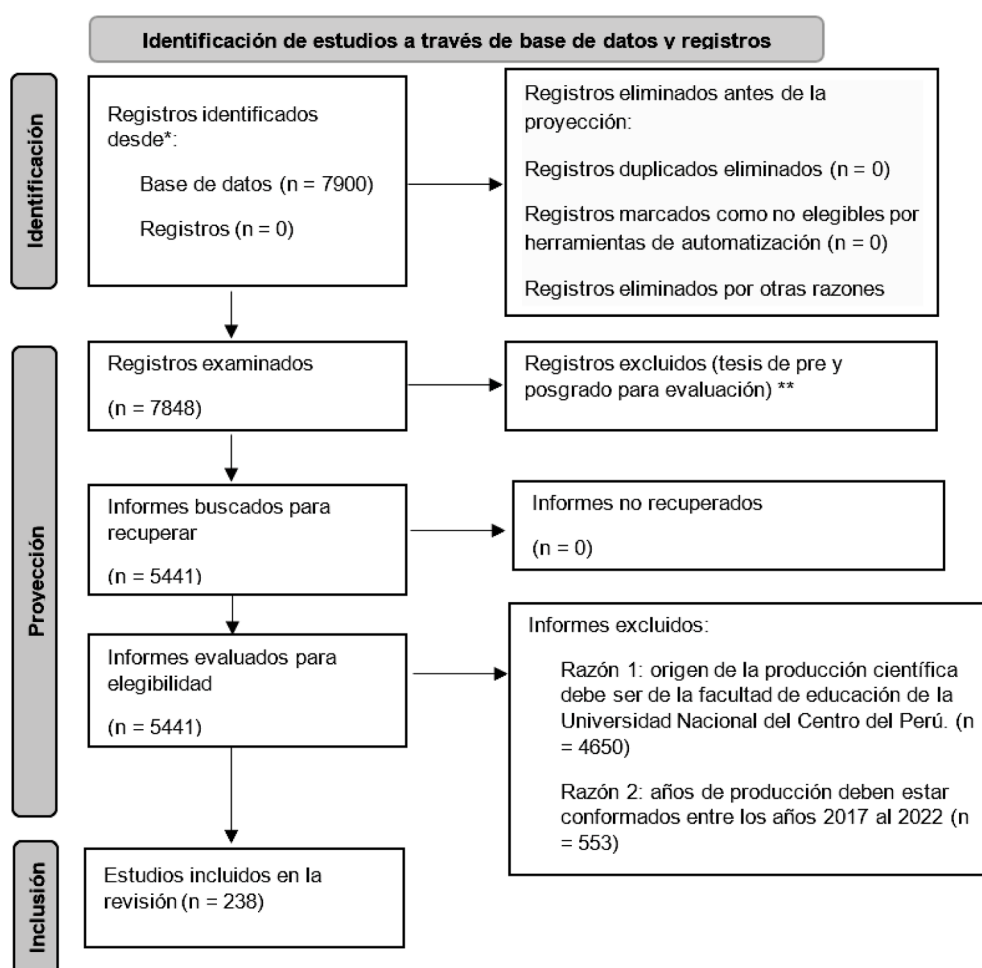 Identificación de estudios a través de base de datos y registros
Identificación
Registros identificados
desde*:
Base de datos (n = 7900)
Registros (n = 0)
Registros eliminados antes de la
proyección:
Registros duplicados eliminados (n = 0)
Registros marcados como no elegibles por
herramientas de automatización (n = 0)
Registros eliminados por otras razones
Proyección
Registros examinados
(n = 7848)
Registros excluidos (tesis de pre y
posgrado para evaluación) **
Informes buscados para
recuperar
(n = 5441)
Informes no recuperados
(n = 0)
Informes evaluados para
elegibilidad
(n = 5441)
Informes excluidos:
Razón 1: origen de la producción científica
debe ser de la facultad de educación de la
Universidad Nacional del Centro del Perú. (n
= 4650)
Razón 2: años de producción deben estar
conformados entre los años 2017 al 2022 (n
= 553)
Inclusión
Estudios incluidos en la
revisión (n = 238)